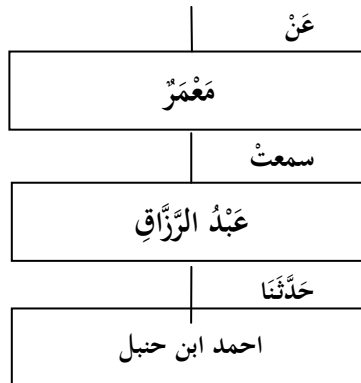 عَنْ
مَعْمَرٌ
سمعتْ
عَبْدُ الرَّزَّاقِ
حَدَّثَنَا
احمد ابن حنبل